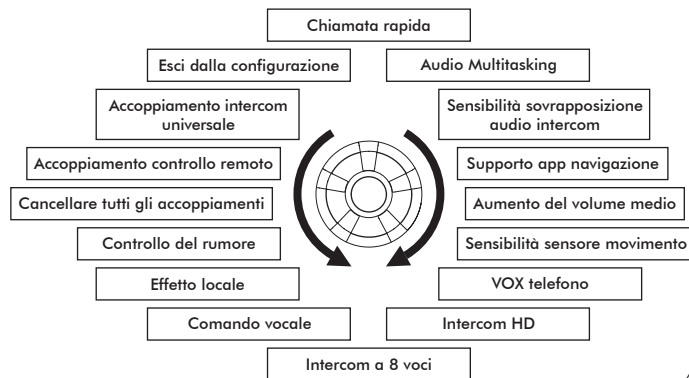 Chiamata rapida
Esci dalla configurazione
Audio Multitasking
Accoppiamento intercom
universale
Sensibilità sovrapposizione
audio intercom
Accoppiamento controllo remoto
Supporto app navigazione
Cancellare tutti gli accoppiamenti
Aumento del volume medio
Controllo del rumore
Sensibilità sensore movimento
Effetto locale
VOX telefono
Comando vocale
Intercom HD
Intercom a 8 voci